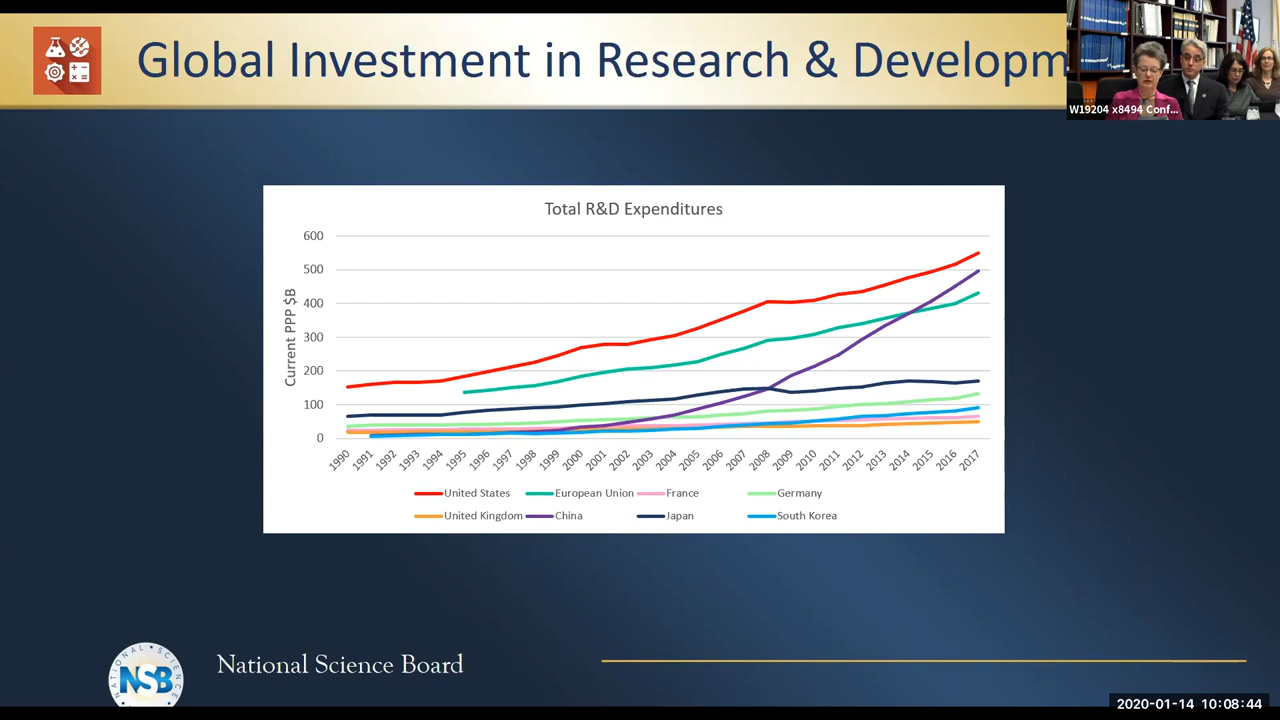 Global Investment in Research & Developm
W19204 x8494 Conf...
Total R&D Expenditures
Current PPP $B
600
500
400
300
200
100
0
1990 1991 1992 1993 1994 1995 1996 1997 1998 1999 2000 2001 2002 2003 2004 2005 2006 2007 2008 2009 2010 2011 2012 2013 2014 2015 2016 2017
United States European Union France Germany
United Kingdom China Japan South Korea
NATIONAL SCIENCE
NSB
National Science Board
2020-01-14 10:08:44